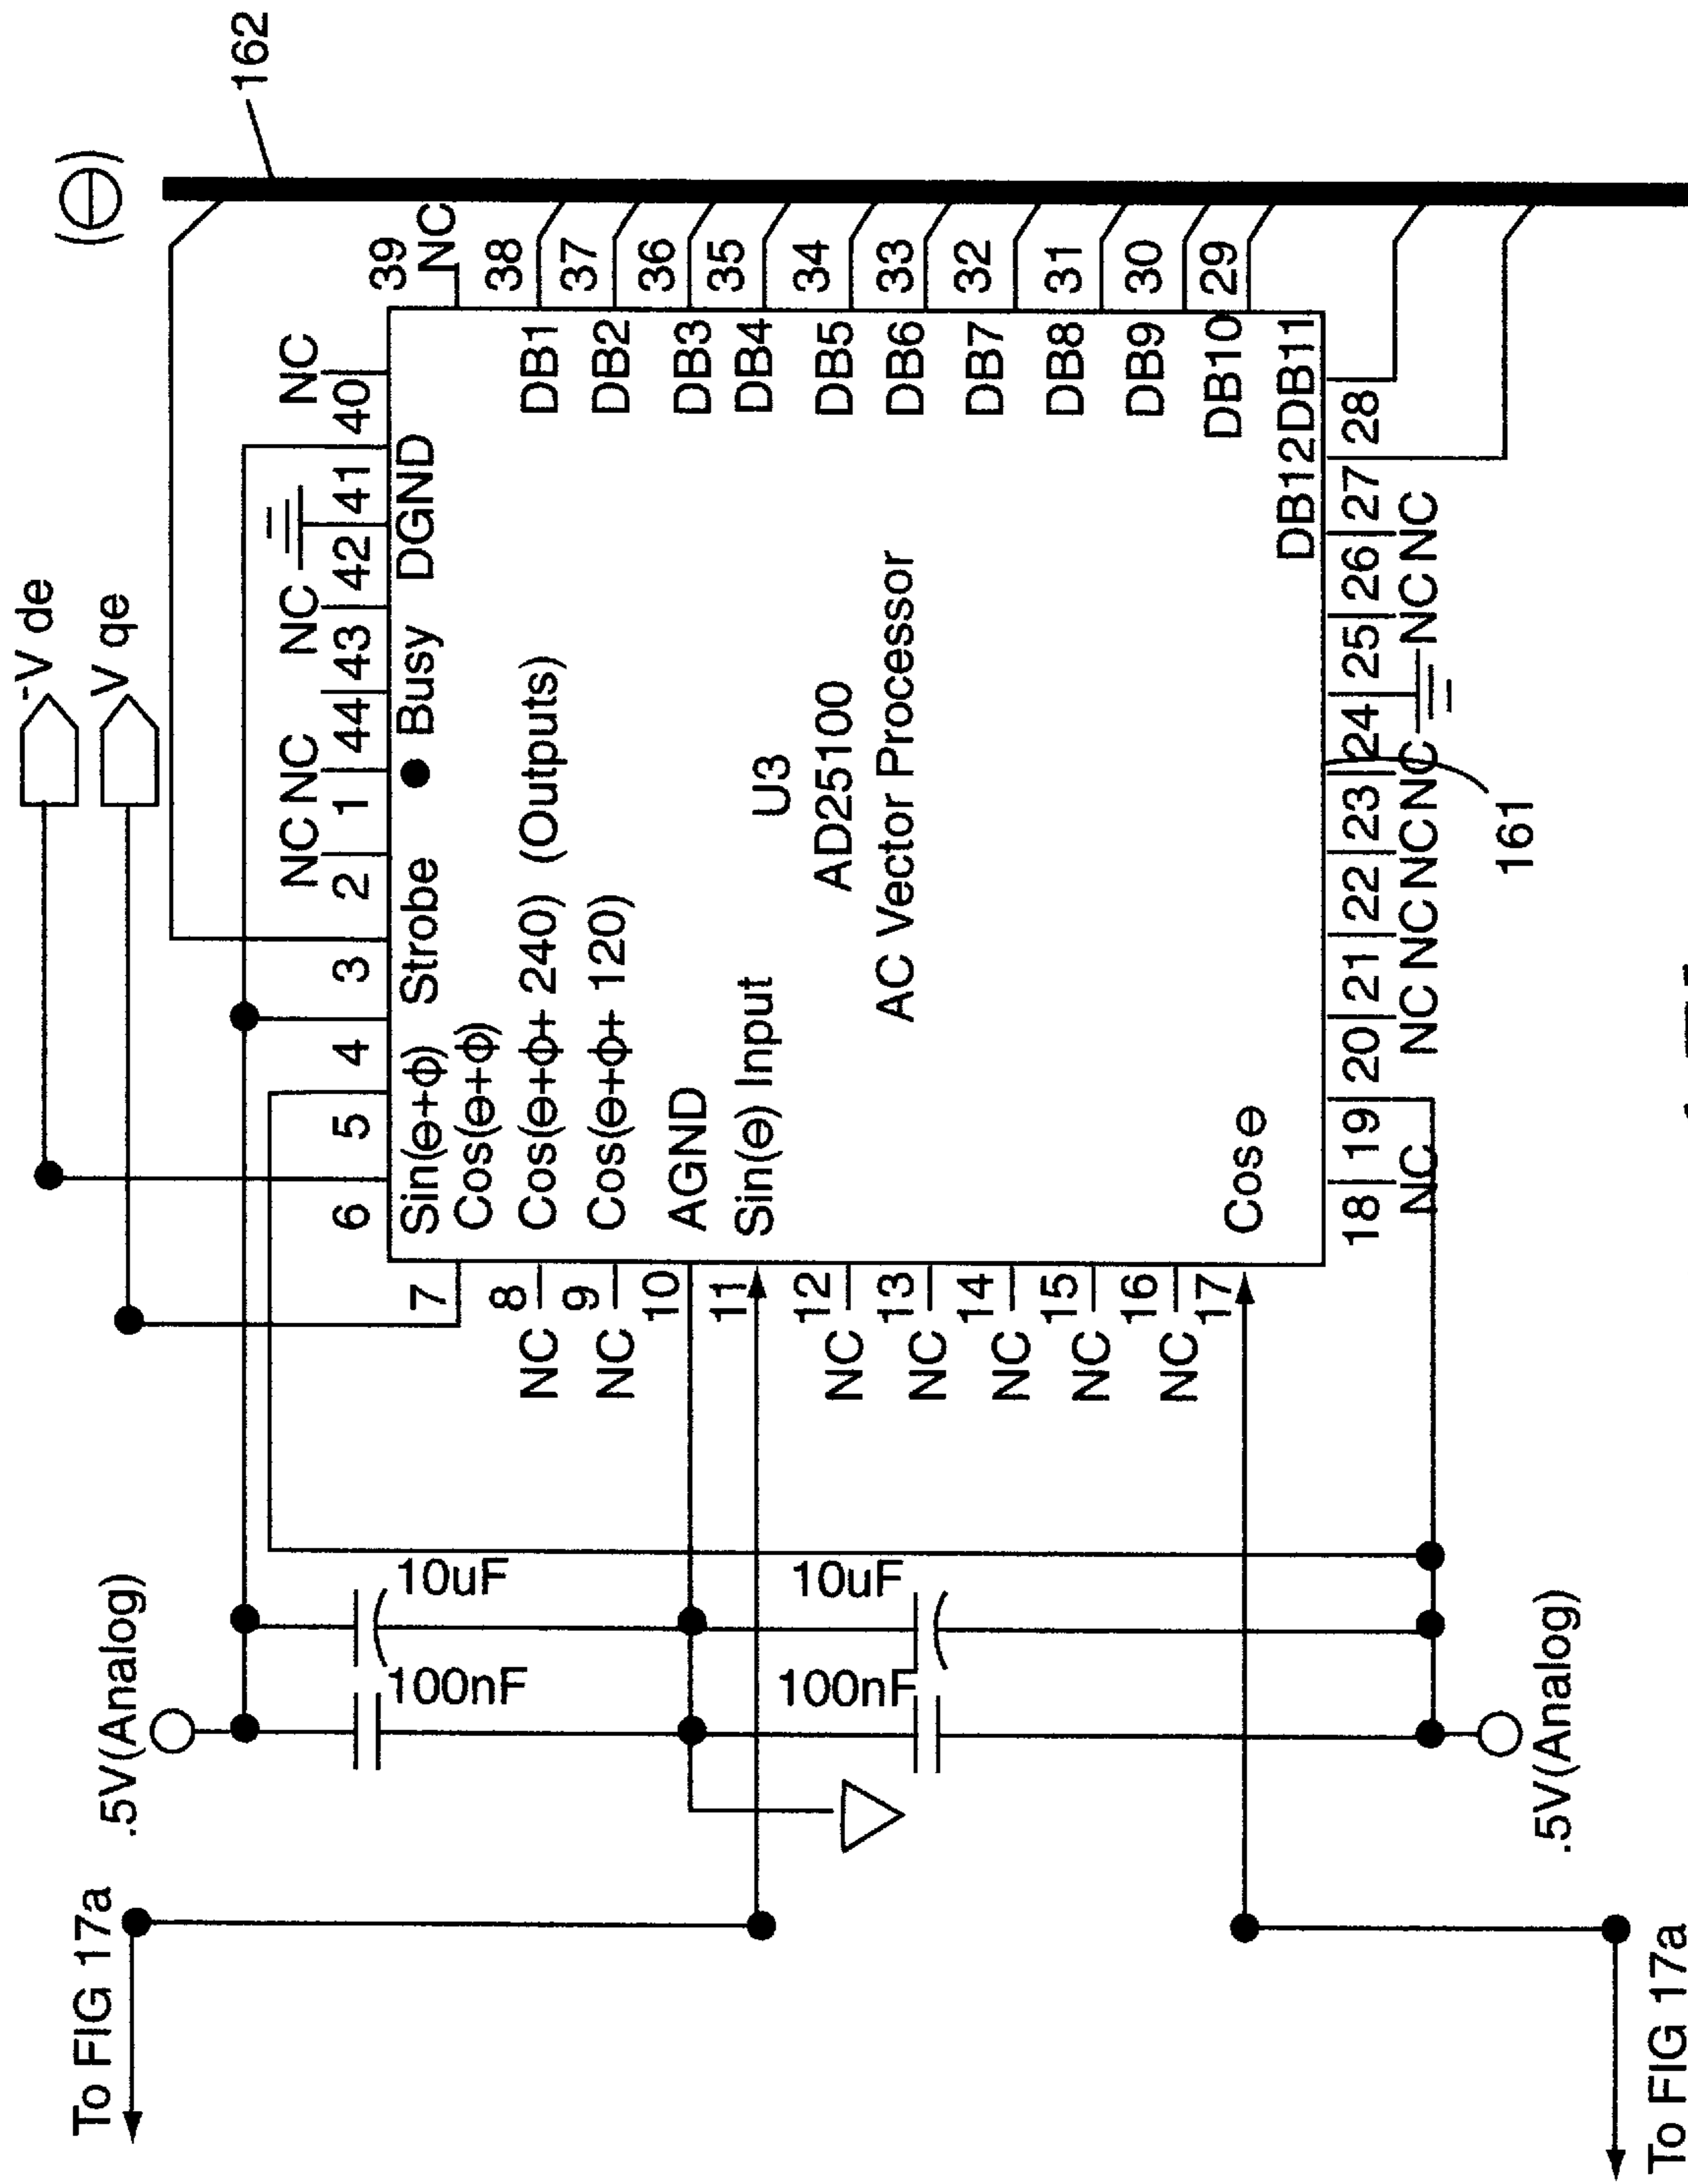 (Θ)
162
-V de
V qe
NC
39
NC
40
41
42
NC
43
44
NC NC
1
2
3
4
5
6
DGND
● Busy
Strobe
Sin(Θ+Φ)
Cos(Θ+Φ)
Cos(Θ+Φ+ 240) (Outputs)
Cos(Θ+Φ+ 120)
AGND
Sin(Θ) Input
Cos Θ
U3
AD25100
AC Vector Processor
DB1 38
DB2 37
DB3 36
DB4 35
DB5 34
DB6 33
DB7 32
DB8 31
DB9 30
DB10 29
DB12 DB11
7
NC 8
NC 9
10
11
NC 12
NC 13
NC 14
NC 15
NC 16
17
18 19 20 21 22 23 24 25 26 27 28
NC NC NC NC NC NC NC NC
161
.5V(Analog)
10uF
100nF
10uF
100nF
.5V(Analog)
To FIG 17a
To FIG 17a